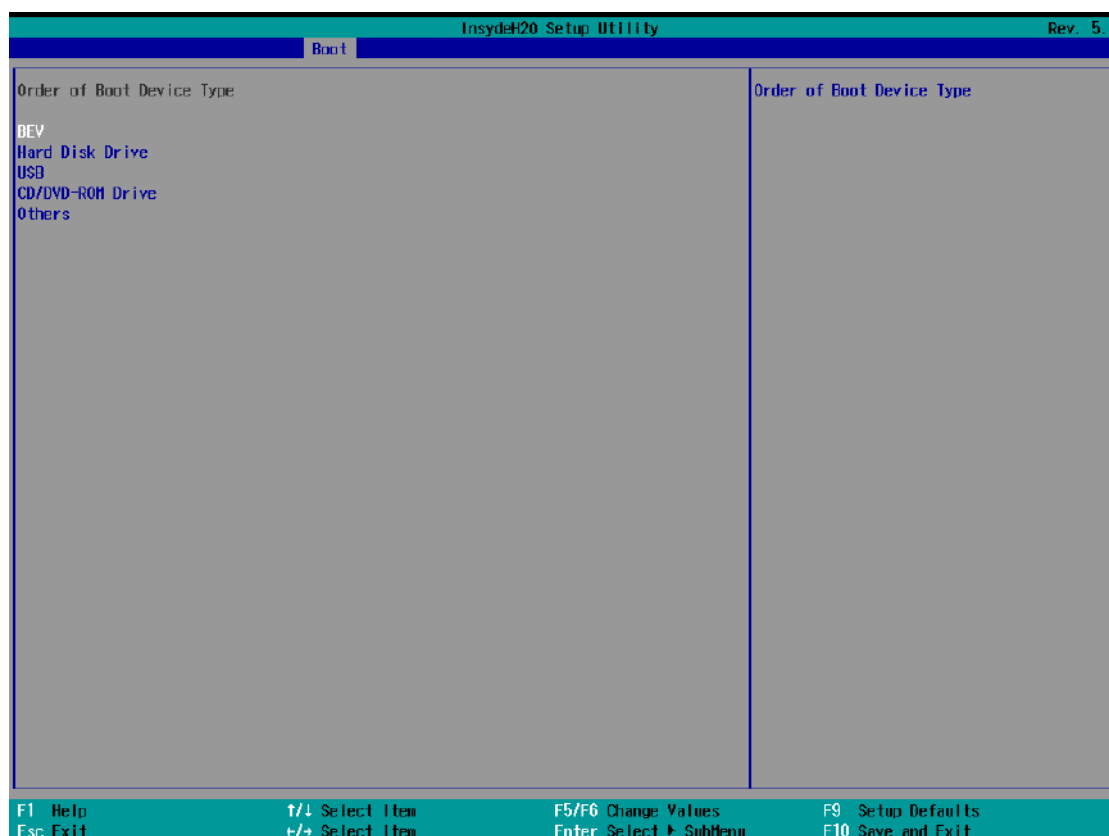 InsydeH2O Setup Utility Rev. 5.
Boot
Order of Boot Device Type
Order of Boot Device Type
BEV
Hard Disk Drive
USB
CD/DVD-ROM Drive
Others
F1 Help ↑/↓ Select Item F5/F6 Change Values F9 Setup Defaults
Esc Exit ←/→ Select Item Enter Select ▶ SubMenu F10 Save and Exit